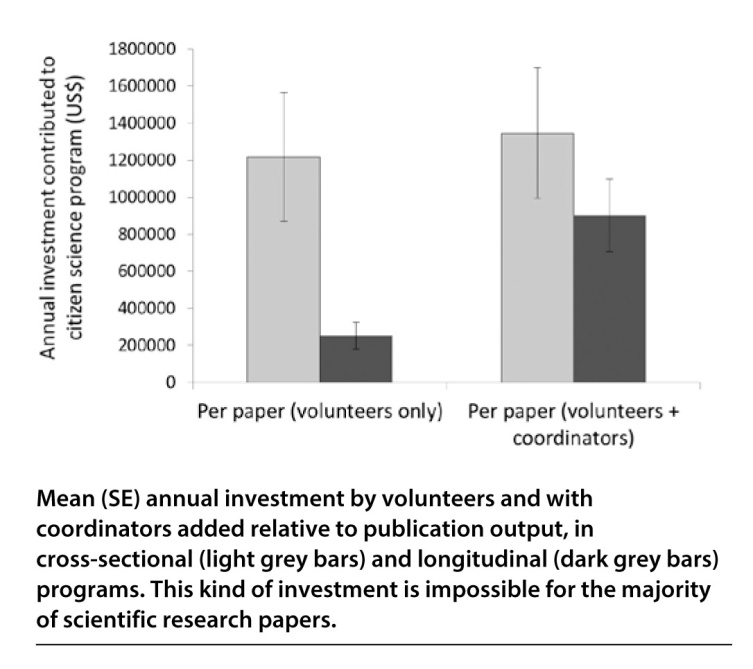 Annual investment contributed to
citizen science program (US$)
1800000
1600000
1400000
1200000
1000000
800000
600000
400000
200000
0
Per paper (volunteers only)
Per paper (volunteers +
coordinators)
Mean (SE) annual investment by volunteers and with
coordinators added relative to publication output, in
cross-sectional (light grey bars) and longitudinal (dark grey bars)
programs. This kind of investment is impossible for the majority
of scientific research papers.